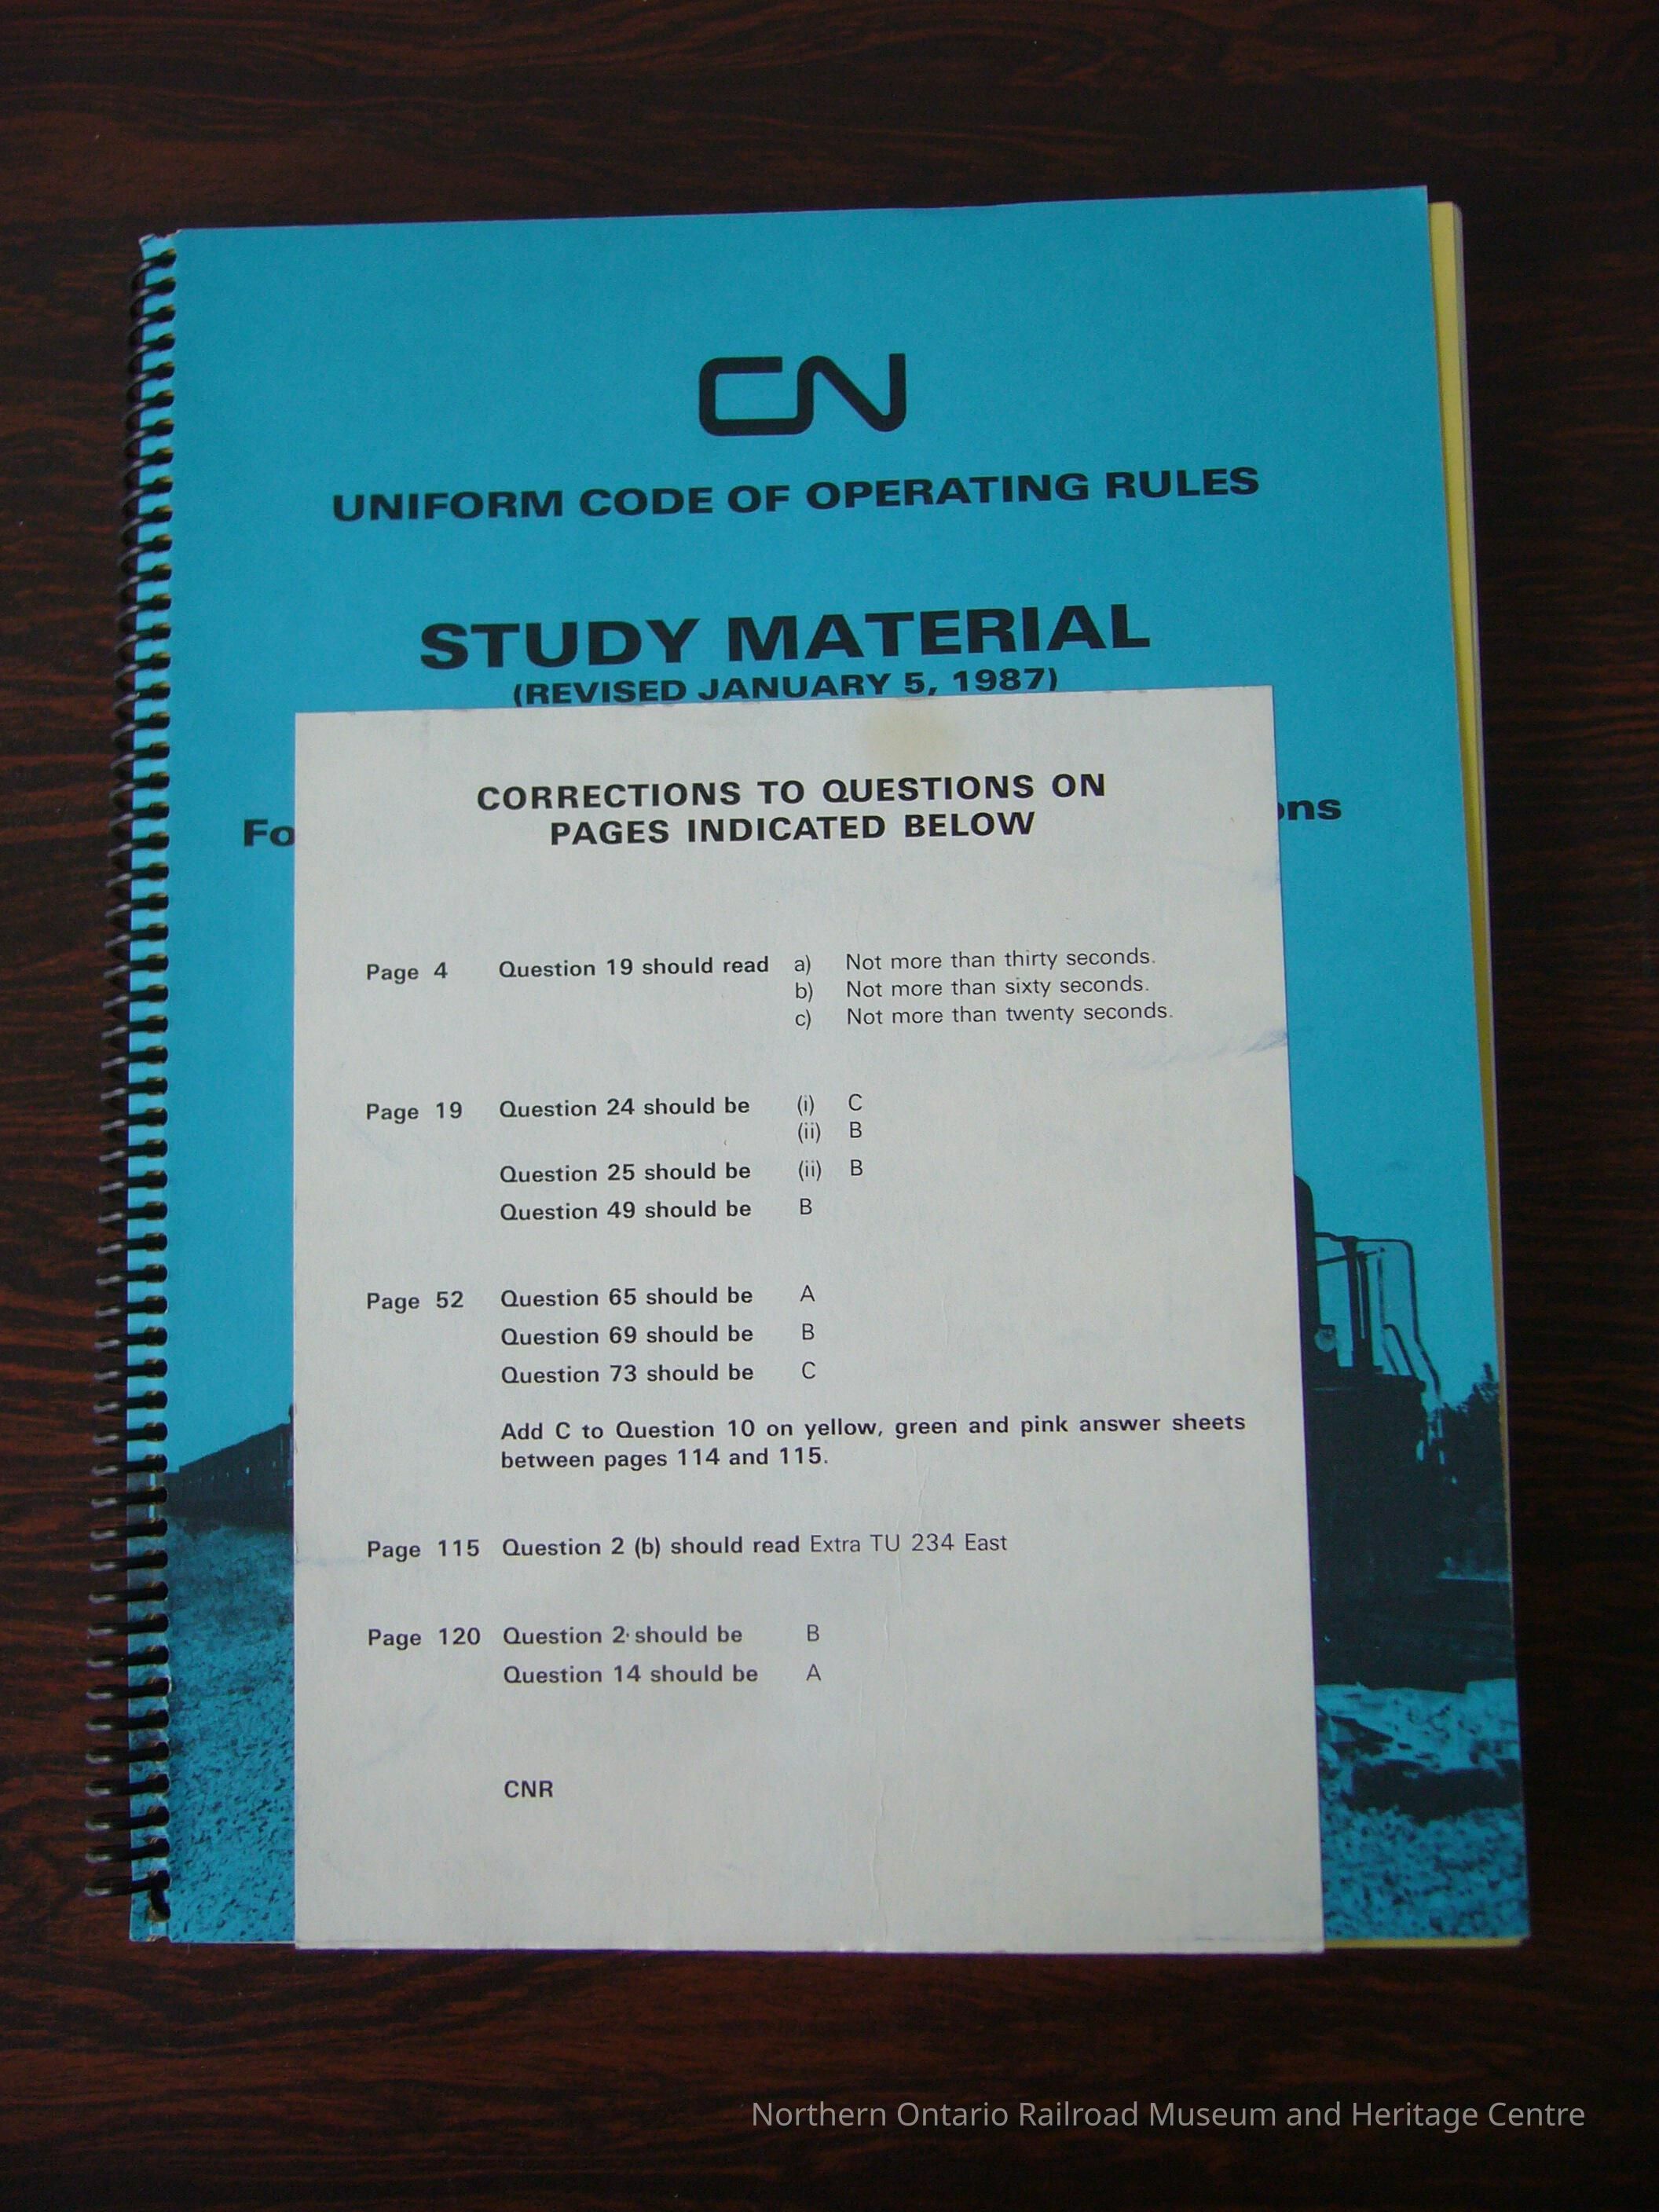 CN
UNIFORM CODE OF OPERATING RULES
STUDY MATERIAL
(REVISED JANUARY 5, 1987)
CORRECTIONS TO QUESTIONS ON
PAGES INDICATED BELOW
Page 4 Question 19 should read a) Not more than thirty seconds.
b) Not more than sixty seconds.
c) Not more than twenty seconds.
Page 19 Question 24 should be (i) C
(ii) B
Question 25 should be (ii) B
Question 49 should be B
Page 52 Question 65 should be A
Question 69 should be B
Question 73 should be C
Add C to Question 10 on yellow, green and pink answer sheets
between pages 114 and 115.
Page 115 Question 2 (b) should read Extra TU 234 East
Page 120 Question 2 should be B
Question 14 should be A
CNR
Northern Ontario Railroad Museum and Heritage Centre